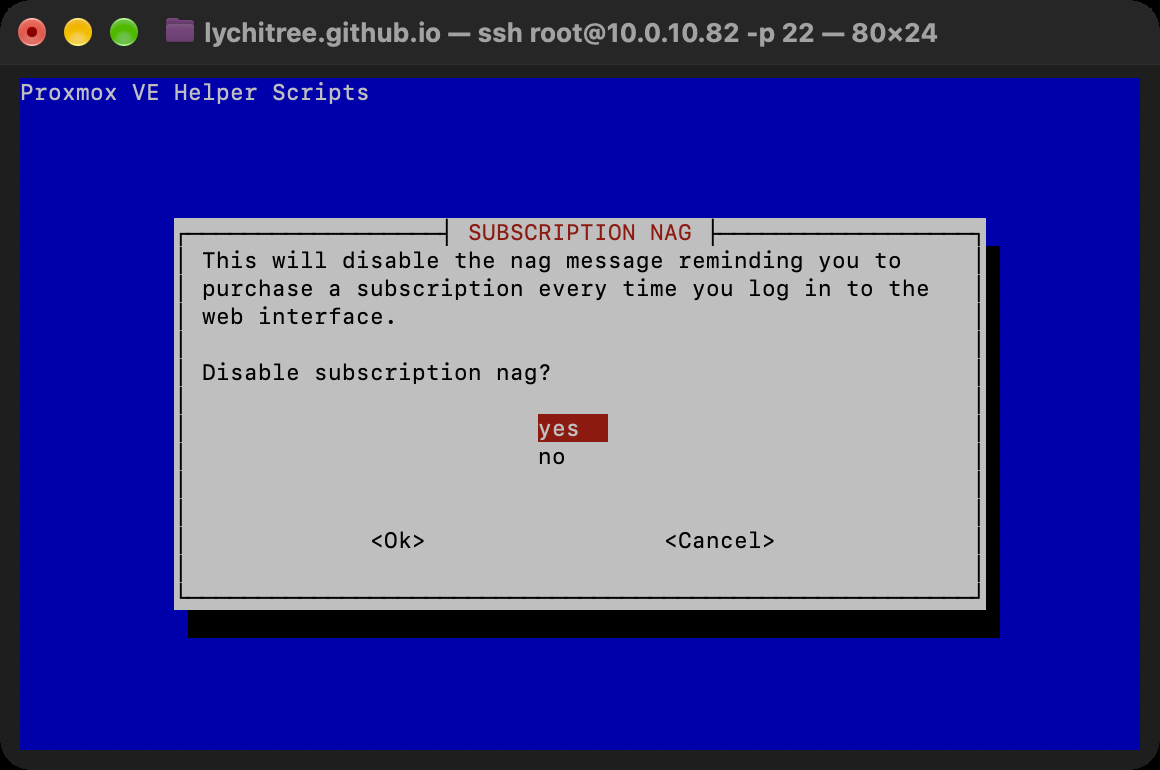 lychitree.github.io — ssh root@10.0.10.82 -p 22 — 80×24
Proxmox VE Helper Scripts
SUBSCRIPTION NAG
This will disable the nag message reminding you to
purchase a subscription every time you log in to the
web interface.
Disable subscription nag?
yes
no
<Ok> <Cancel>